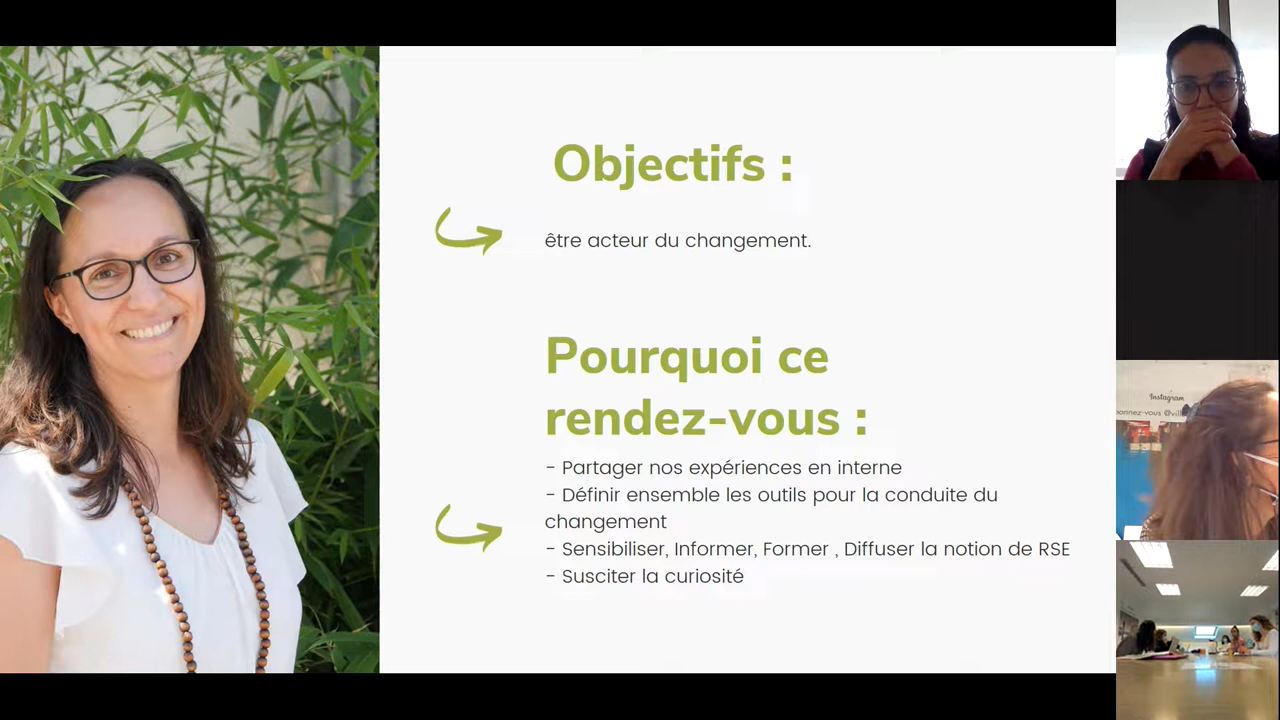 Objectifs :
être acteur du changement.
Pourquoi ce
rendez-vous :
- Partager nos expériences en interne
- Définir ensemble les outils pour la conduite du
changement
- Sensibiliser, Informer, Former , Diffuser la notion de RSE
- Susciter la curiosité
Instagram